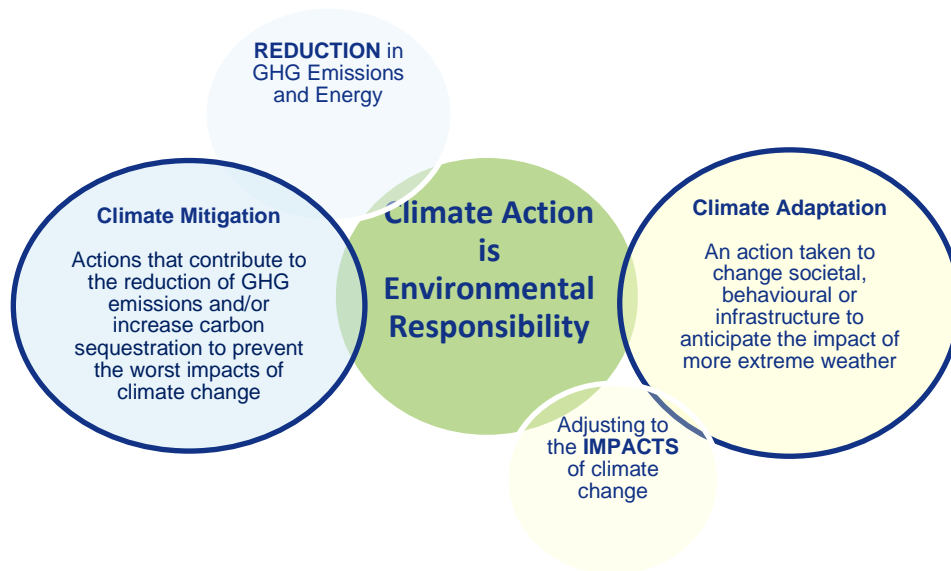 REDUCTION in
GHG Emissions
and Energy
Climate Mitigation
Actions that contribute to
the reduction of GHG
emissions and/or
increase carbon
sequestration to prevent
the worst impacts of
climate change
Climate Action
is
Environmental
Responsibility
Climate Adaptation
An action taken to
change societal,
behavioural or
infrastructure to
anticipate the impact of
more extreme weather
Adjusting to
the IMPACTS
of climate
change